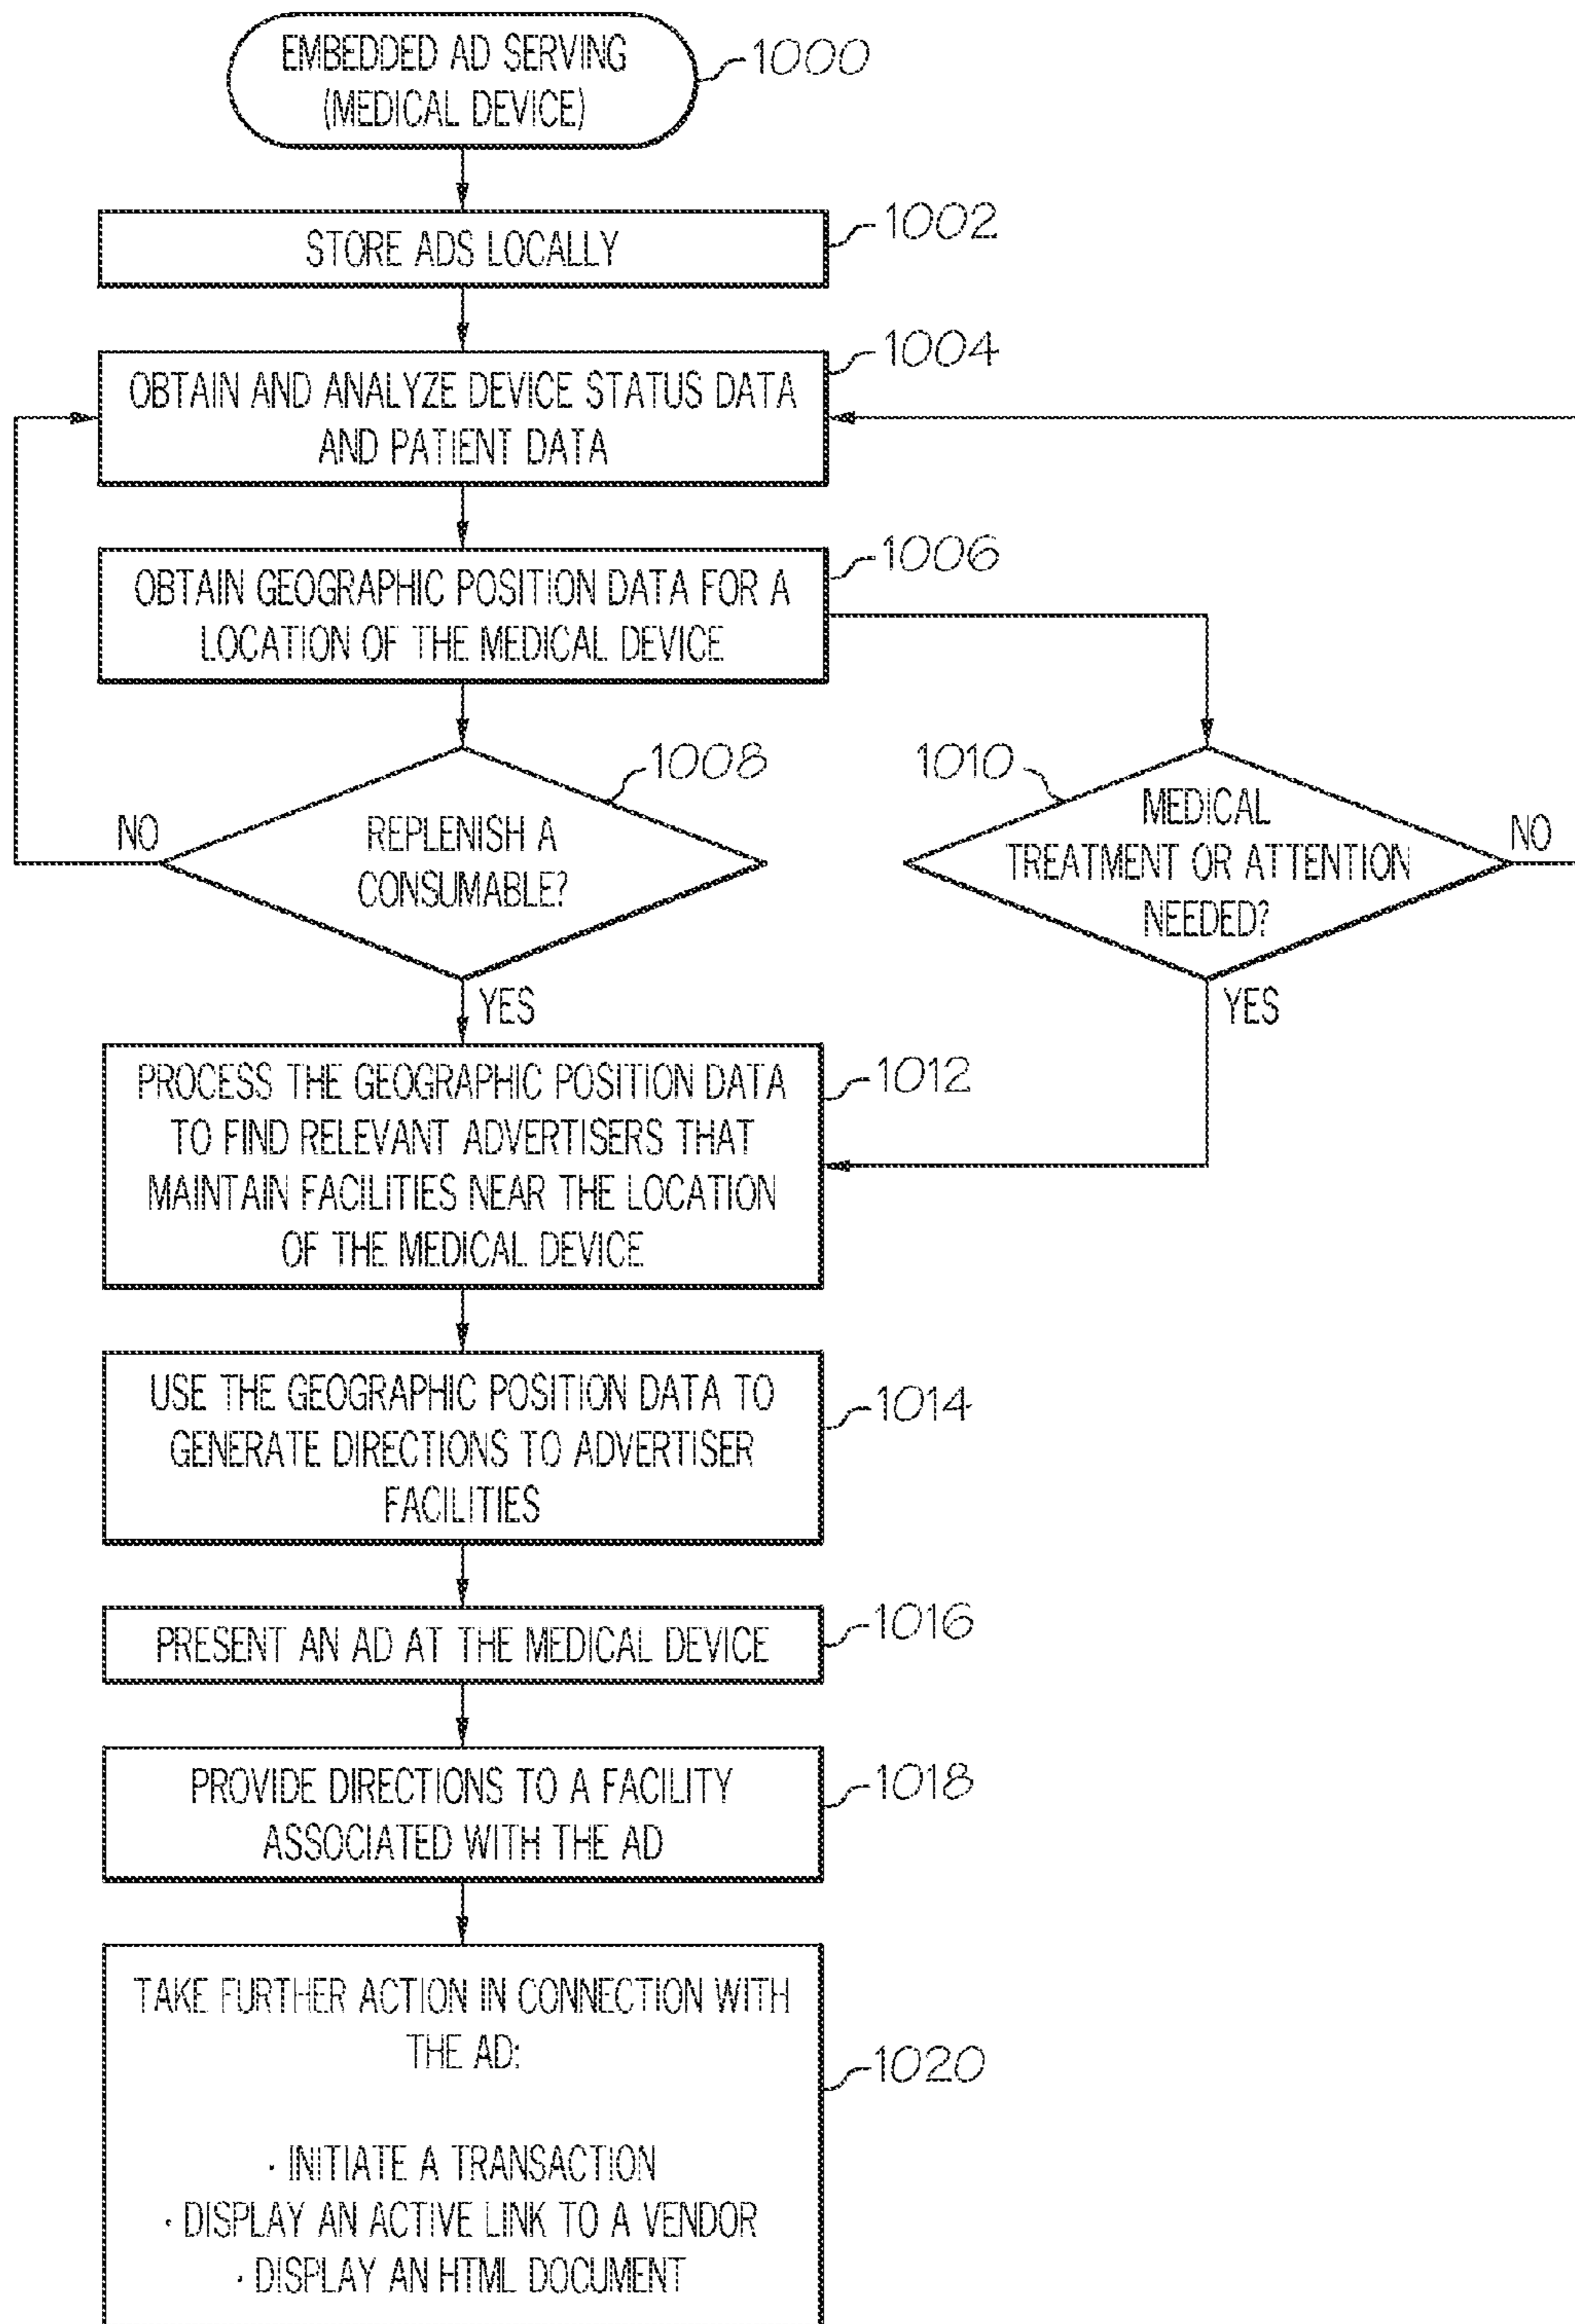 EMBEDDED AD SERVING
(MEDICAL DEVICE)
1000
STORE ADS LOCALLY
1002
OBTAIN AND ANALYZE DEVICE STATUS DATA
AND PATIENT DATA
1004
OBTAIN GEOGRAPHIC POSITION DATA FOR A
LOCATION OF THE MEDICAL DEVICE
1006
REPLENISH A
CONSUMABLE?
1008
NO
YES
MEDICAL
TREATMENT OR ATTENTION
NEEDED?
1010
NO
YES
PROCESS THE GEOGRAPHIC POSITION DATA
TO FIND RELEVANT ADVERTISERS THAT
MAINTAIN FACILITIES NEAR THE LOCATION
OF THE MEDICAL DEVICE
1012
USE THE GEOGRAPHIC POSITION DATA TO
GENERATE DIRECTIONS TO ADVERTISER
FACILITIES
1014
PRESENT AN AD AT THE MEDICAL DEVICE
1016
PROVIDE DIRECTIONS TO A FACILITY
ASSOCIATED WITH THE AD
1018
TAKE FURTHER ACTION IN CONNECTION WITH
THE AD:
1020
· INITIATE A TRANSACTION
· DISPLAY AN ACTIVE LINK TO A VENDOR
· DISPLAY AN HTML DOCUMENT